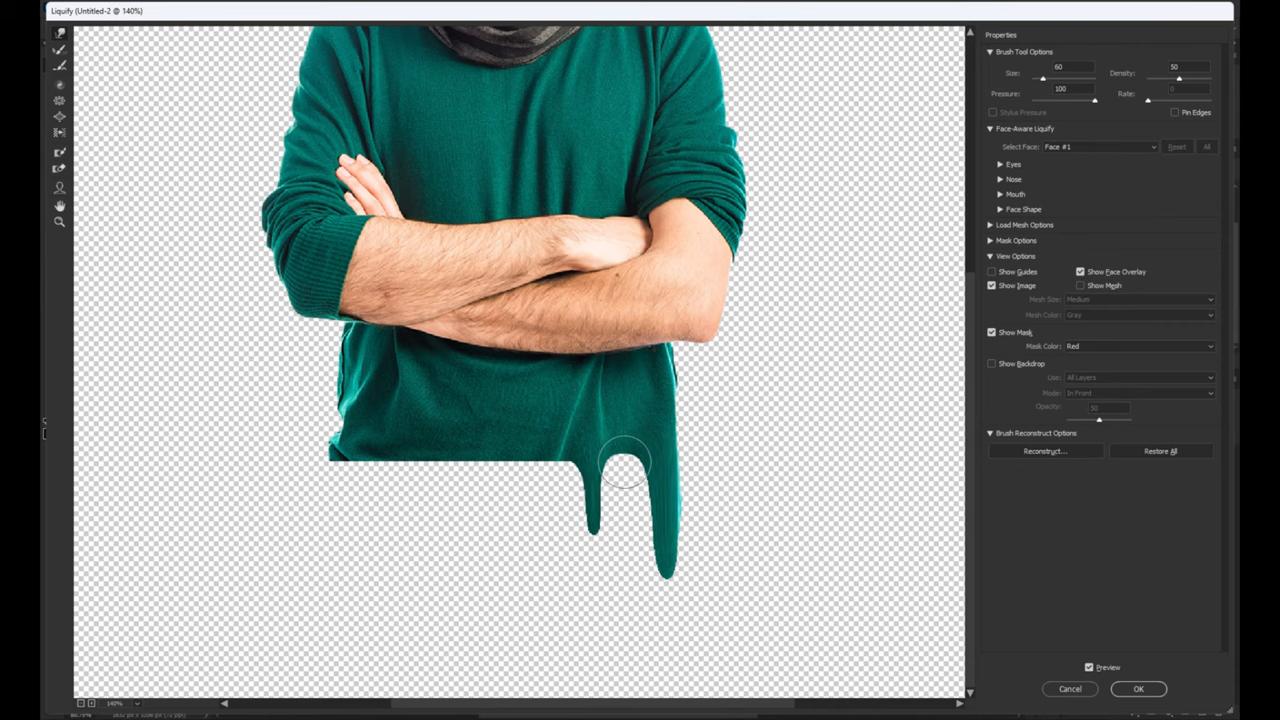 Liquify (Untitled-2 @ 140%)
Properties
Brush Tool Options
Size: 60 Density: 50
Pressure: 100 Rate: 0
Stylus Pressure Pin Edges
Face-Aware Liquify
Select Face: Face #1 Reset All
Eyes
Nose
Mouth
Face Shape
Load Mesh Options
Mask Options
View Options
Show Guides Show Face Overlay
Show Image Show Mesh
Mesh Size: Medium
Mesh Color: Gray
Show Mask
Mask Color: Red
Show Backdrop
Use: All Layers
Mode: In Front
Opacity: 50
Brush Reconstruct Options
Reconstruct... Restore All
Preview
140% Cancel OK